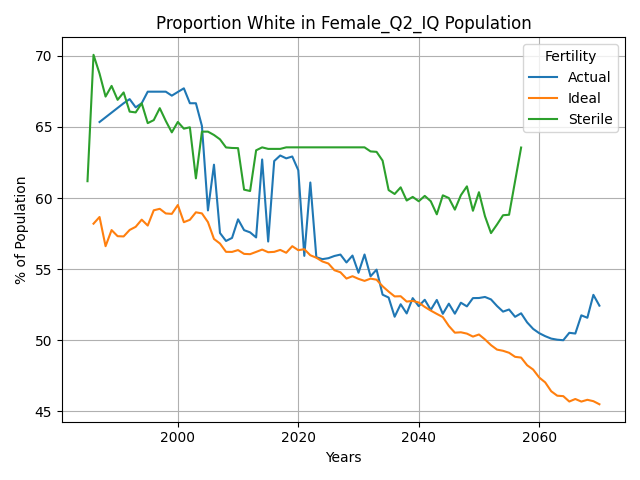 Proportion White in Female_Q2_IQ Population
Fertility
Actual
Ideal
Sterile
% of Population
70
65
60
55
50
45
2000
2020
2040
2060
Years